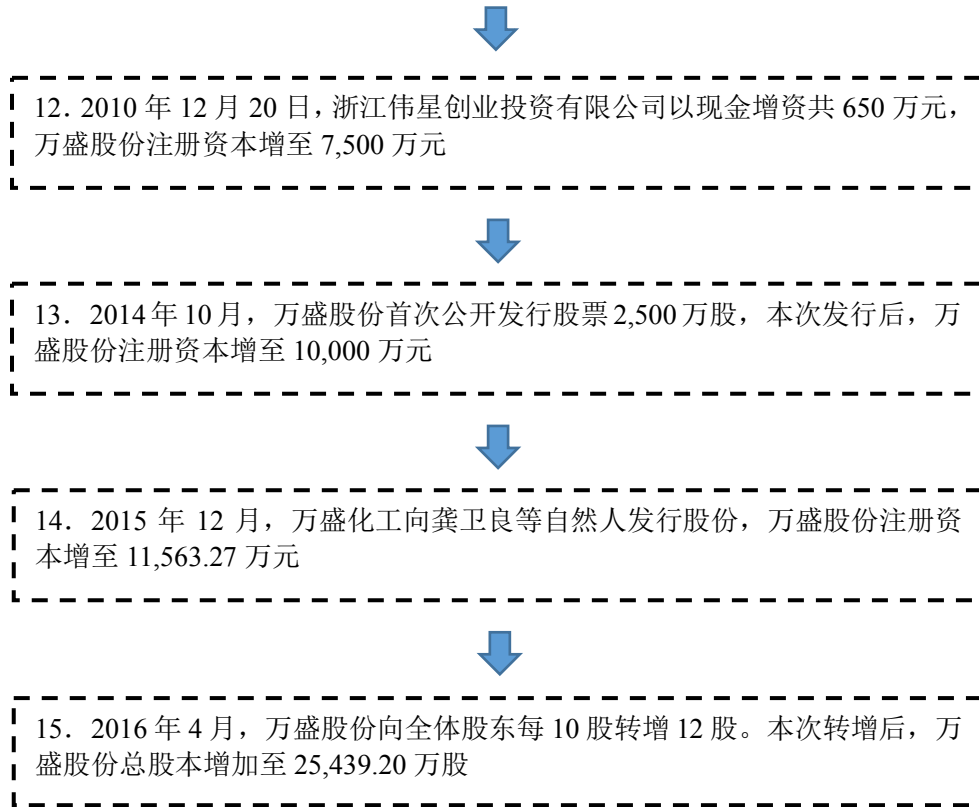 12．2010 年 12 月 20 日，浙江伟星创业投资有限公司以现金增资共 650 万元，
万盛股份注册资本增至 7,500 万元
13．2014 年 10 月，万盛股份首次公开发行股票 2,500 万股，本次发行后，万
盛股份注册资本增至 10,000 万元
14．2015 年 12 月，万盛化工向龚卫良等自然人发行股份，万盛股份注册资
本增至 11,563.27 万元
15．2016 年 4 月，万盛股份向全体股东每 10 股转增 12 股。本次转增后，万
盛股份总股本增加至 25,439.20 万股